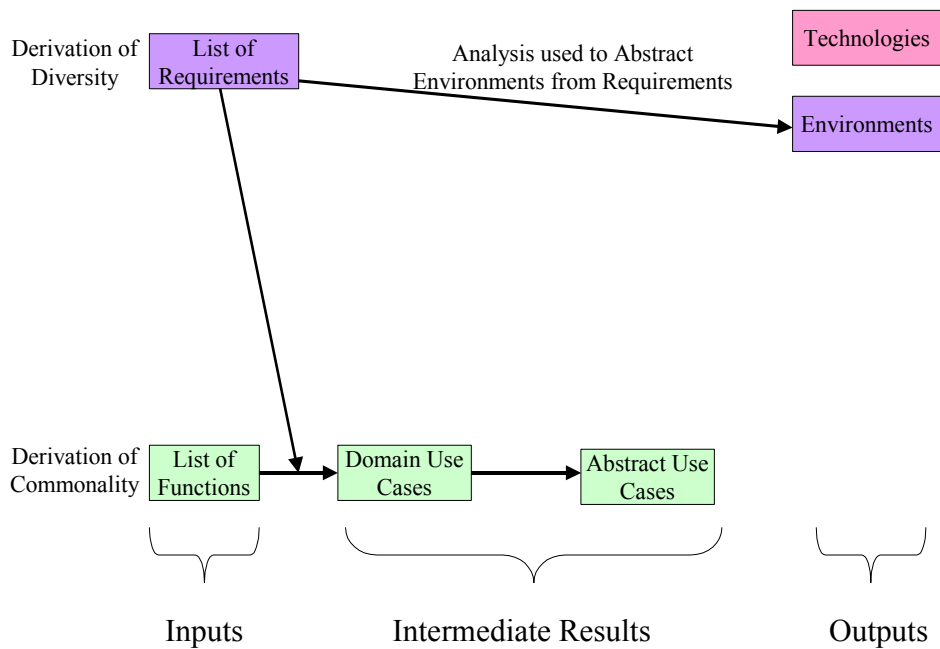 Derivation of
Diversity
List of
Requirements
Analysis used to Abstract
Environments from Requirements
Technologies
Environments
Derivation of
Commonality
List of
Functions
Domain Use
Cases
Abstract Use
Cases
Inputs
Intermediate Results
Outputs